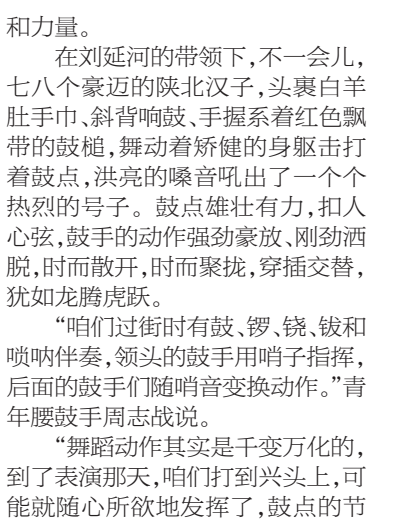 和力量。
在刘延河的带领下,不一会儿,
七八个豪迈的陕北汉子,头裹白羊
肚手巾、斜背响鼓、手握系着红色飘
带的鼓槌,舞动着矫健的身躯击打
着鼓点,洪亮的嗓音吼出了一个个
热烈的号子。鼓点雄壮有力,扣人
心弦,鼓手的动作强劲豪放、刚劲洒
脱,时而散开,时而聚拢,穿插交替,
犹如龙腾虎跃。
“咱们过街时有鼓、锣、铙、钹和
唢呐伴奏,领头的鼓手用哨子指挥,
后面的鼓手们随哨音变换动作。”青
年腰鼓手周志战说。
“舞蹈动作其实是千变万化的,
到了表演那天,咱们打到兴头上,可
能就随心所欲地发挥了,鼓点的节